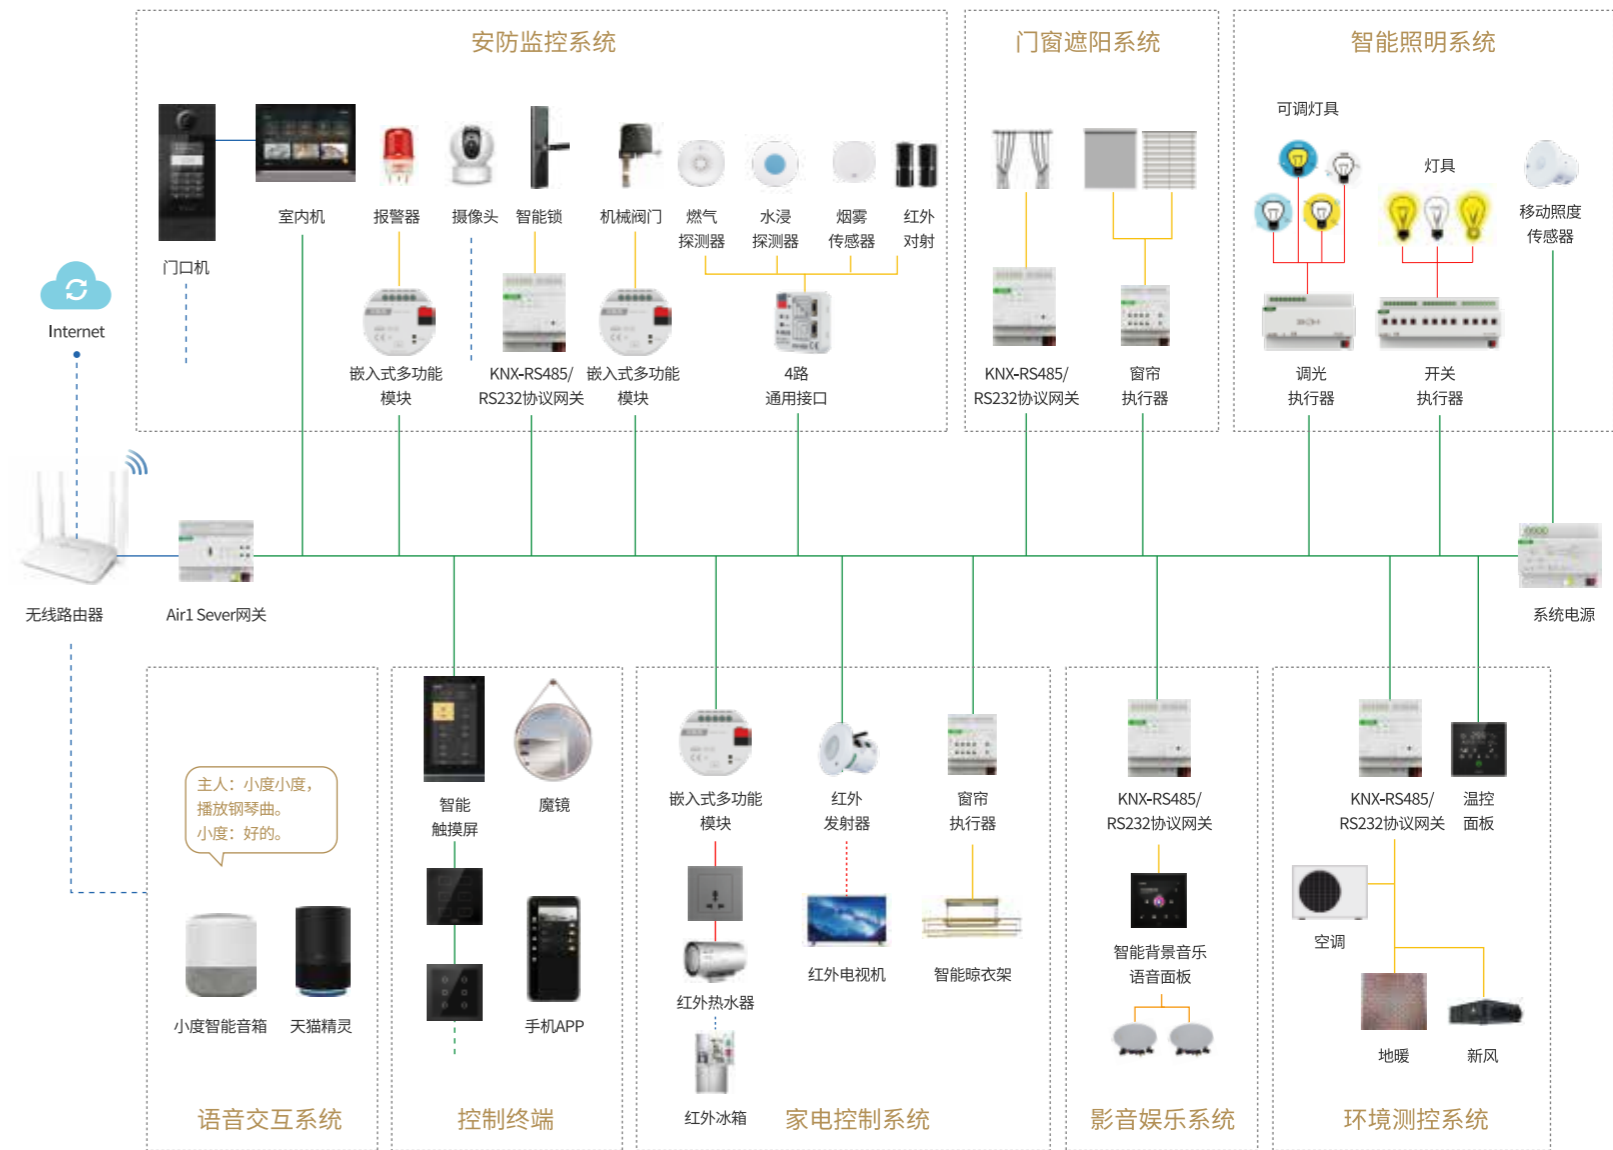 安防监控系统
门窗遮阳系统
智能照明系统
可调灯具
灯具
室内机
报警器
摄像头
智能锁
机械阀门
燃气
探测器
水浸
探测器
烟雾
传感器
红外
对射
移动照度
传感器
门口机
Internet
嵌入式多功能
模块
KNX-RS485/
RS232协议网关
嵌入式多功能
模块
4路
通用接口
KNX-RS485/
RS232协议网关
窗帘
执行器
调光
执行器
开关
执行器
无线路由器
Air1 Sever网关
系统电源
主人：小度小度，
播放钢琴曲。
小度：好的。
智能
触摸屏
魔镜
嵌入式多功能
模块
红外
发射器
窗帘
执行器
KNX-RS485/
RS232协议网关
KNX-RS485/
RS232协议网关
温控
面板
小度智能音箱
天猫精灵
手机APP
红外热水器
红外电视机
智能晾衣架
智能背景音乐
语音面板
空调
地暖
新风
红外冰箱
语音交互系统
控制终端
家电控制系统
影音娱乐系统
环境测控系统